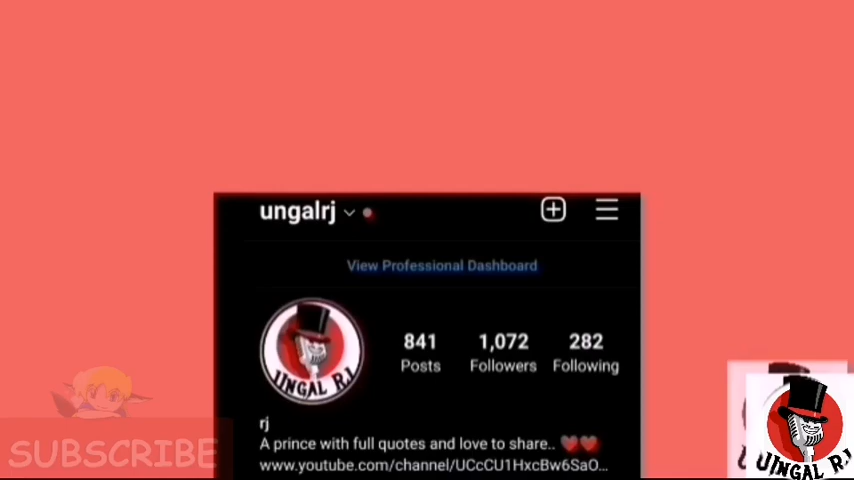 ungalrj
View Professional Dashboard
841 1,072 282
Posts Followers Following
UNGAL RJ
rj
A prince with full quotes and love to share.. ❤❤
www.youtube.com/channel/UCcCU1HxcBw6SaO...
SUBSCRIBE
UNGAL RJ